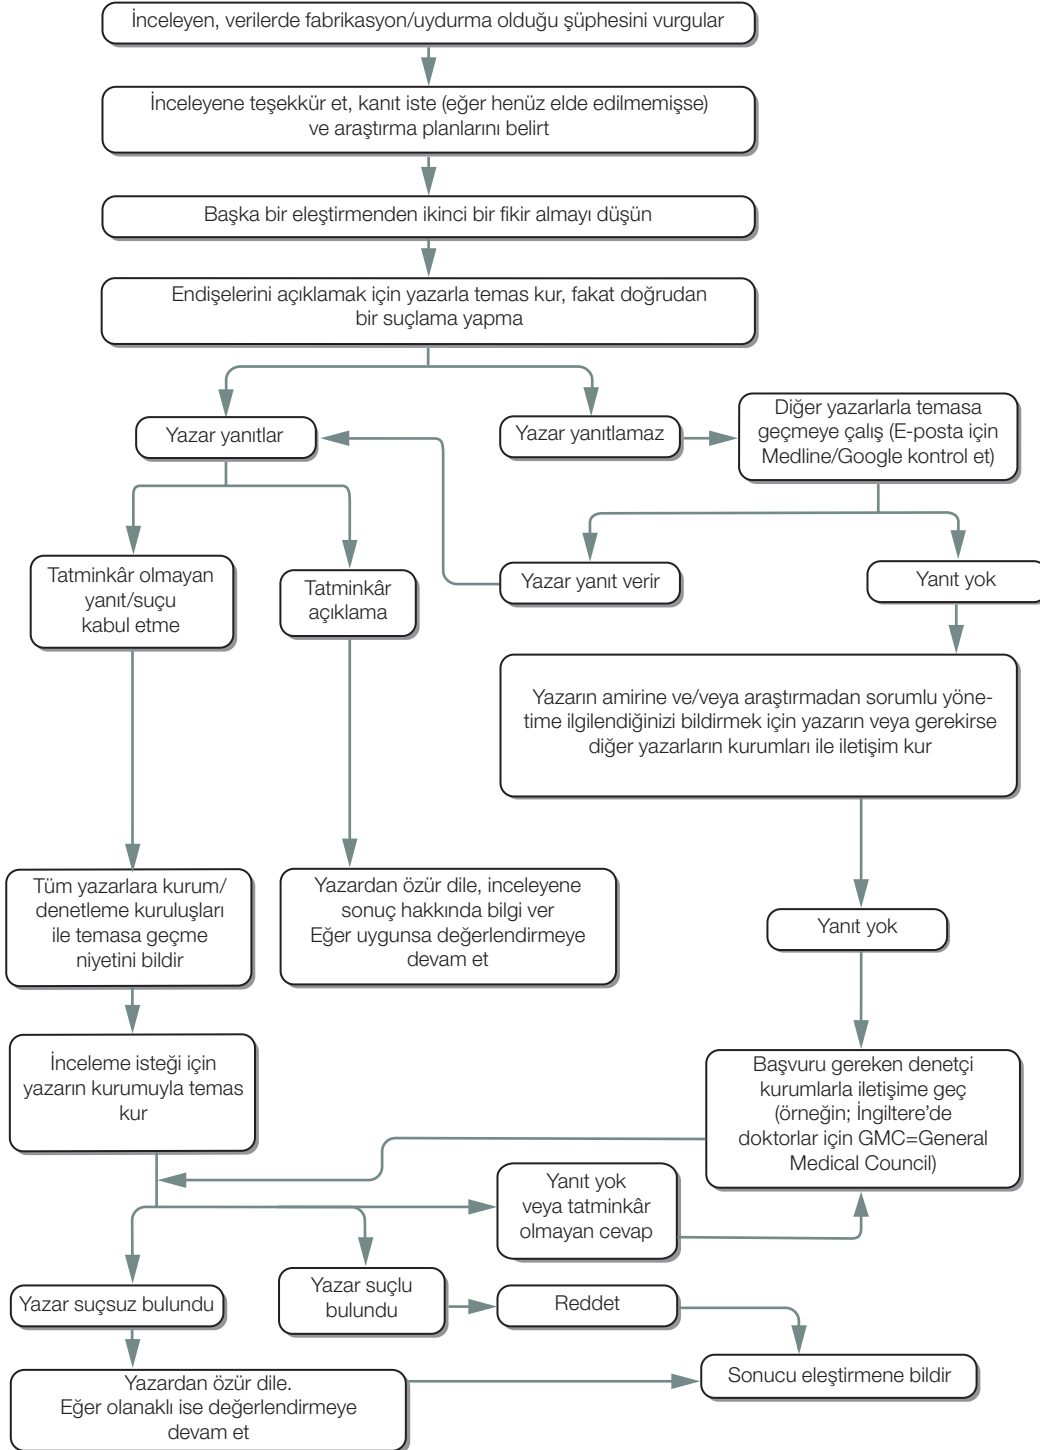 İnceleyen, verilerde fabrikasyon/uydurma olduğu şüphesini vurgular
İnceleyene teşekkür et, kanıt iste (eğer henüz elde edilmemişse)
ve araştırma planlarını belirt
Başka bir eleştirmenden ikinci bir fikir almayı düşün
Endişelerini açıklamak için yazarla temas kur, fakat doğrudan
bir suçlama yapma
Yazar yanıtlar
Yazar yanıtlamaz
Diğer yazarlarla temasa
geçmeye çalış (E-posta için
Medline/Google kontrol et)
Tatminkâr olmayan
yanıt/suçu
kabul etme
Tatminkâr
açıklama
Yazar yanıt verir
Yanıt yok
Yazarın amirine ve/veya araştırmadan sorumlu yöne-
time ilgilendiğinizi bildirmek için yazarın veya gerekirse
diğer yazarların kurumları ile iletişim kur
Tüm yazarlara kurum/
denetleme kuruluşları
ile temasa geçme
niyetini bildir
Yazardan özür dile, inceleyene
sonuç hakkında bilgi ver
Eğer uygunsa değerlendirmeye
devam et
Yanıt yok
İnceleme isteği için
yazarın kurumuyla temas
kur
Başvuru gereken denetçi
kurumlarla iletişime geç
(örneğin; İngiltere'de
doktorlar için GMC=General
Medical Council)
Yanıt yok
veya tatminkâr
olmayan cevap
Yazar suçsuz bulundu
Yazar suçlu
bulundu
Reddet
Yazardan özür dile.
Eğer olanaklı ise değerlendirmeye
devam et
Sonucu eleştirmene bildir